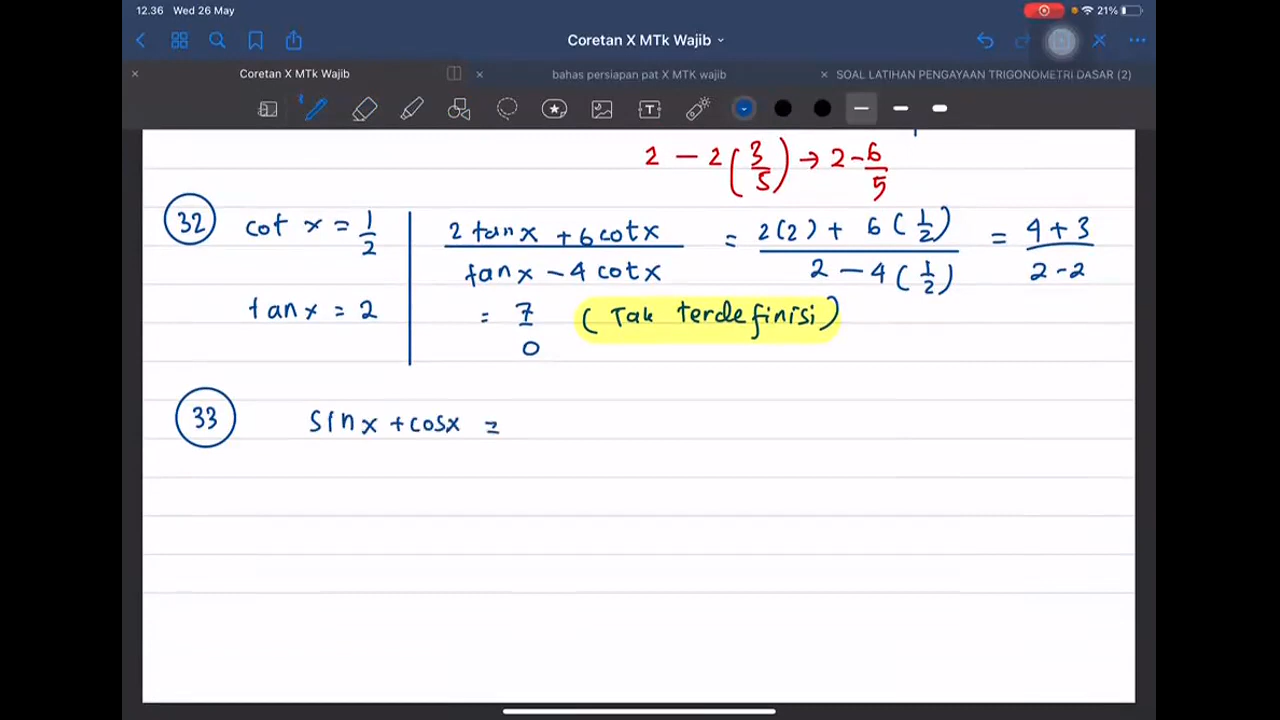 12.36 Wed 26 May
21%
Coretan X MTk Wajib
Coretan X MTk Wajib
bahas persiapan pat X MTK wajib
SOAL LATIHAN PENGAYAAN TRIGONOMETRI DASAR (2)
2 - 2(3/5) → 2 - 6/5
32 cot x = 1/2 | (2 tan x + 6 cot x)/(tan x - 4 cot x) = (2(2) + 6(1/2))/(2 - 4(1/2)) = (4 + 3)/(2 - 2)
tan x = 2 | = 7/0 (Tak terdefinisi)
33 sin x + cos x =